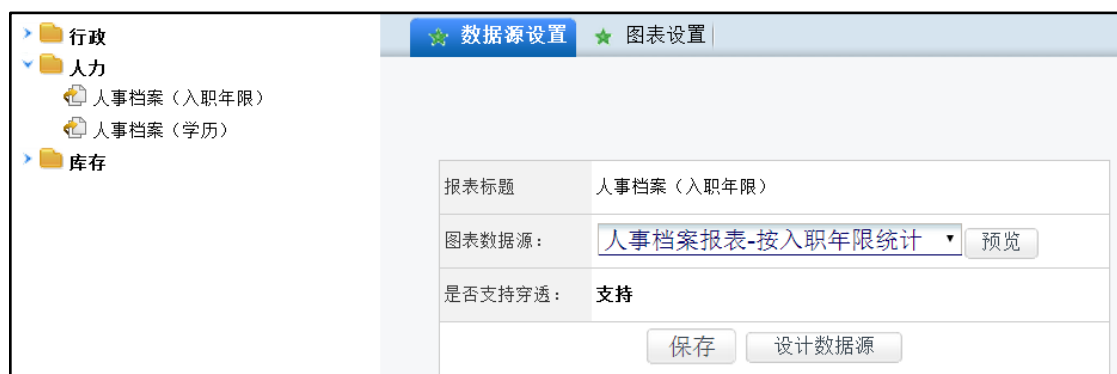 行政
人力
人事档案（入职年限）
人事档案（学历）
库存
数据源设置 图表设置
报表标题 人事档案（入职年限）
图表数据源： 人事档案报表-按入职年限统计 预览
是否支持穿透： 支持
保存 设计数据源